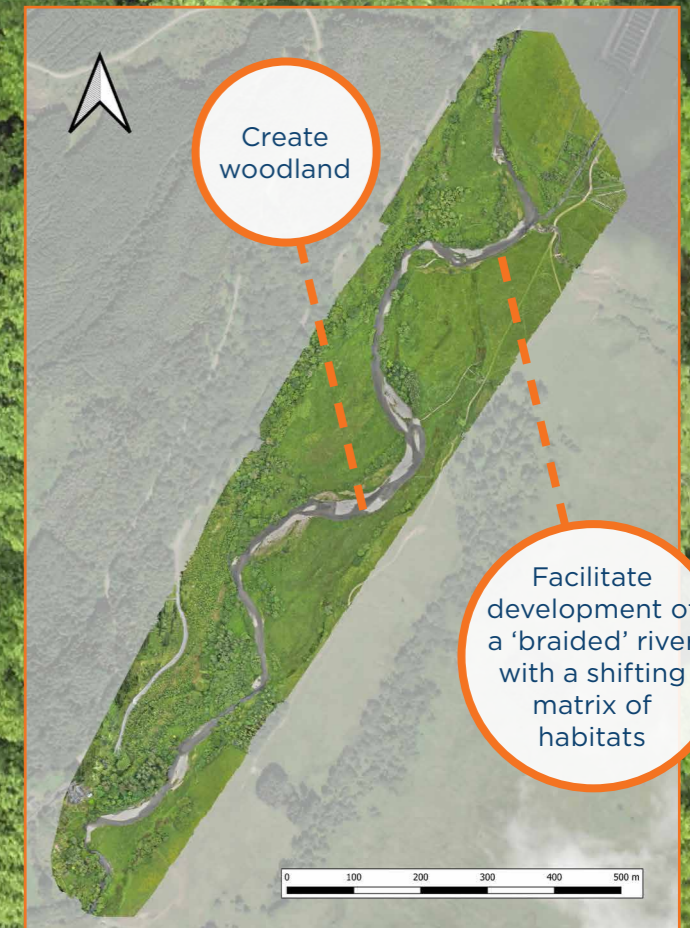 Create
woodland
Facilitate
development of
a ‘braided’ river
with a shifting
matrix of
habitats
0 100 200 300 400 500 m